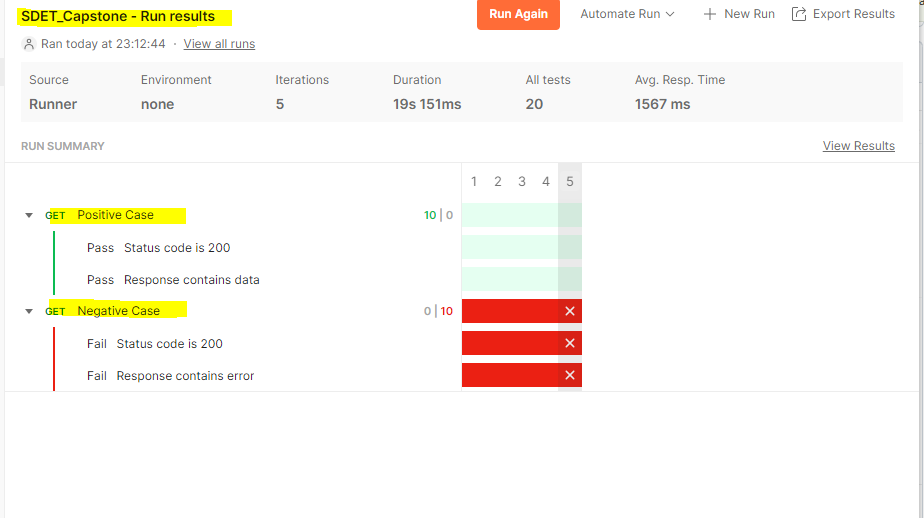 SDET_Capstone - Run results
Run Again
Automate Run
New Run
Export Results
Ran today at 23:12:44 · View all runs
Source Environment Iterations Duration All tests Avg. Resp. Time
Runner none 5 19s 151ms 20 1567 ms
RUN SUMMARY
View Results
1 2 3 4 5
GET Positive Case 10 | 0
Pass Status code is 200
Pass Response contains data
GET Negative Case 0 | 10
Fail Status code is 200
Fail Response contains error